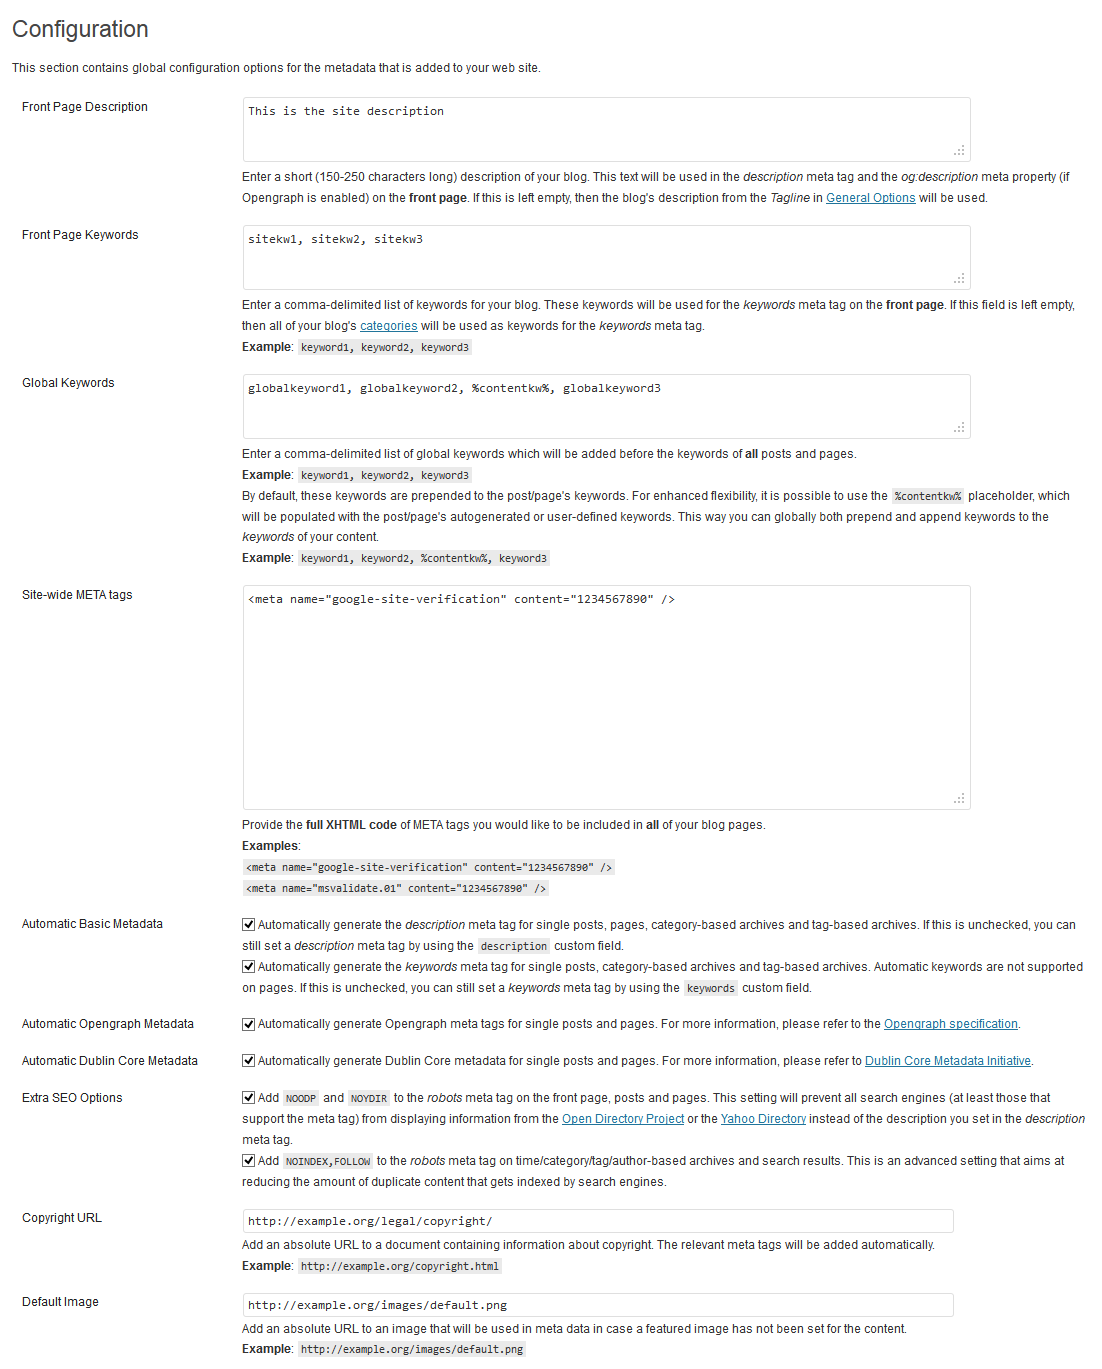 Configuration
This section contains global configuration options for the metadata that is added to your web site.
Front Page Description
This is the site description
Enter a short (150-250 characters long) description of your blog. This text will be used in the description meta tag and the og:description meta property (if
Opengraph is enabled) on the front page. If this is left empty, then the blog's description from the Tagline in General Options will be used.
Front Page Keywords
sitekw1, sitekw2, sitekw3
Enter a comma-delimited list of keywords for your blog. These keywords will be used for the keywords meta tag on the front page. If this field is left empty,
then all of your blog's categories will be used as keywords for the keywords meta tag.
Example: keyword1, keyword2, keyword3
Global Keywords
globalkeyword1, globalkeyword2, %contentkw%, globalkeyword3
Enter a comma-delimited list of global keywords which will be added before the keywords of all posts and pages.
Example: keyword1, keyword2, keyword3
By default, these keywords are prepended to the post/page's keywords. For enhanced flexibility, it is possible to use the %contentkw% placeholder, which
will be populated with the post/page's autogenerated or user-defined keywords. This way you can globally both prepend and append keywords to the
keywords of your content.
Example: keyword1, keyword2, %contentkw%, keyword3
Site-wide META tags
<meta name="google-site-verification" content="1234567890" />
Provide the full XHTML code of META tags you would like to be included in all of your blog pages.
Examples:
<meta name="google-site-verification" content="1234567890" />
<meta name="msvalidate.01" content="1234567890" />
Automatic Basic Metadata
Automatically generate the description meta tag for single posts, pages, category-based archives and tag-based archives. If this is unchecked, you can
still set a description meta tag by using the description custom field.
Automatically generate the keywords meta tag for single posts, category-based archives and tag-based archives. Automatic keywords are not supported
on pages. If this is unchecked, you can still set a keywords meta tag by using the keywords custom field.
Automatic Opengraph Metadata
Automatically generate Opengraph meta tags for single posts and pages. For more information, please refer to the Opengraph specification.
Automatic Dublin Core Metadata
Automatically generate Dublin Core metadata for single posts and pages. For more information, please refer to Dublin Core Metadata Initiative.
Extra SEO Options
Add NOODP and NOYDIR to the robots meta tag on the front page, posts and pages. This setting will prevent all search engines (at least those that
support the meta tag) from displaying information from the Open Directory Project or the Yahoo Directory instead of the description you set in the description
meta tag.
Add NOINDEX,FOLLOW to the robots meta tag on time/category/tag/author-based archives and search results. This is an advanced setting that aims at
reducing the amount of duplicate content that gets indexed by search engines.
Copyright URL
http://example.org/legal/copyright/
Add an absolute URL to a document containing information about copyright. The relevant meta tags will be added automatically.
Example: http://example.org/copyright.html
Default Image
http://example.org/images/default.png
Add an absolute URL to an image that will be used in meta data in case a featured image has not been set for the content.
Example: http://example.org/images/default.png